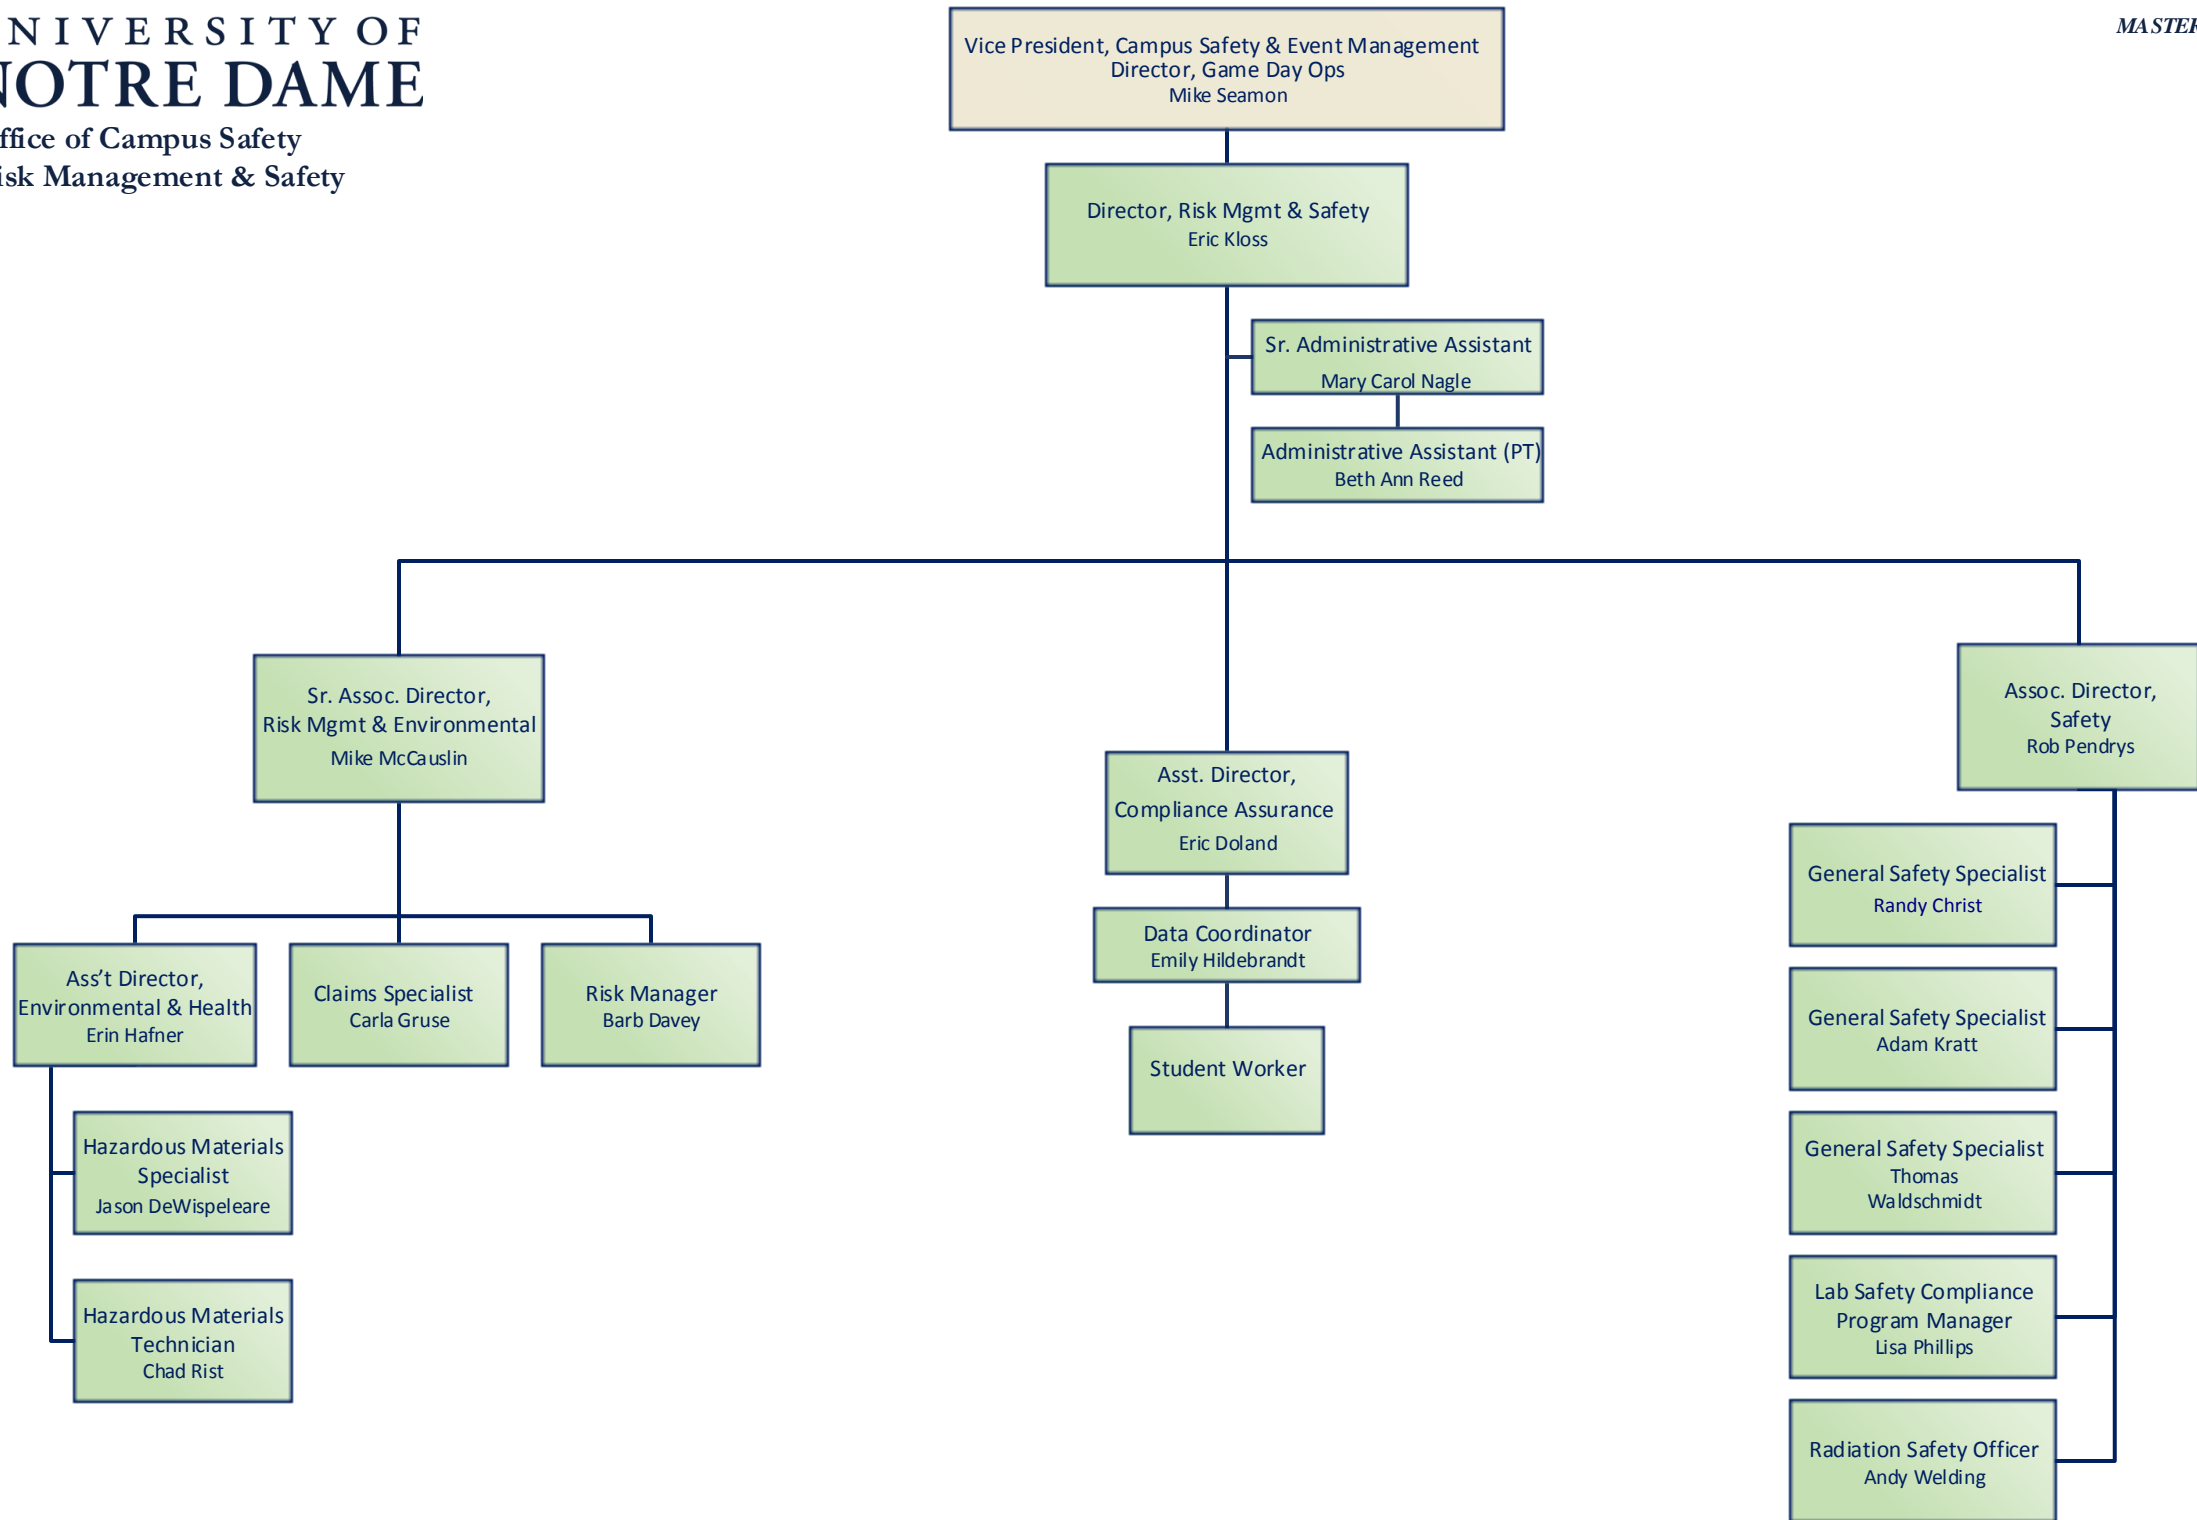 NIVERSITY OF
NOTRE DAME
ffice of Campus Safety
isk Management & Safety
MASTER
Vice President, Campus Safety & Event Management
Director, Game Day Ops
Mike Seamon
Director, Risk Mgmt & Safety
Eric Kloss
Sr. Administrative Assistant
Mary Carol Nagle
Administrative Assistant (PT)
Beth Ann Reed
Sr. Assoc. Director,
Risk Mgmt & Environmental
Mike McCauslin
Asst. Director,
Compliance Assurance
Eric Doland
Assoc. Director,
Safety
Rob Pendrys
Ass’t Director,
Environmental & Health
Erin Hafner
Claims Specialist
Carla Gruse
Risk Manager
Barb Davey
Data Coordinator
Emily Hildebrandt
Student Worker
Hazardous Materials
Specialist
Jason DeWispeleare
Hazardous Materials
Technician
Chad Rist
General Safety Specialist
Randy Christ
General Safety Specialist
Adam Kratt
General Safety Specialist
Thomas
Waldschmidt
Lab Safety Compliance
Program Manager
Lisa Phillips
Radiation Safety Officer
Andy Welding